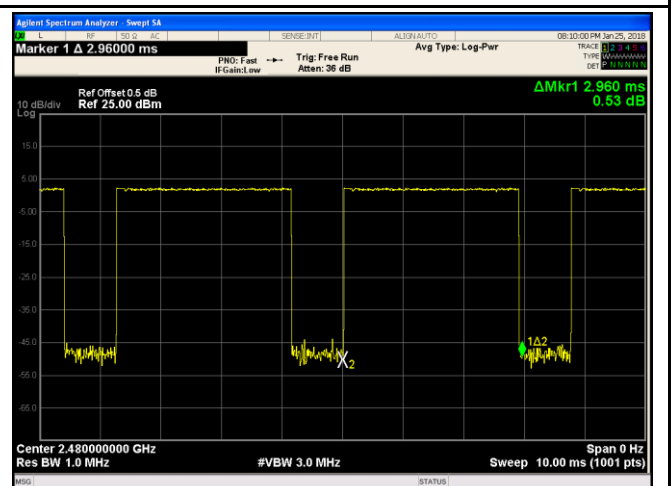 Agilent Spectrum Analyzer - Swept SA
L RF 50 Ω AC SENSE:INT ALIGN AUTO 08:10:00 PM Jan 25, 2018
Marker 1 Δ 2.96000 ms
PNO: Fast Trig: Free Run Avg Type: Log-Pwr TRACE 1 2 3 4 5 6
IFGain:Low Atten: 36 dB TYPE W
DET P N N N N N
ΔMkr1 2.960 ms
0.53 dB
Ref Offset 0.5 dB
10 dB/div Ref 25.00 dBm
Log
15.0
5.00
-5.00
-15.0
-25.0
-35.0
-45.0
-55.0
-65.0
X2
1Δ2
Center 2.480000000 GHz Span 0 Hz
Res BW 1.0 MHz #VBW 3.0 MHz Sweep 10.00 ms (1001 pts)
MSG STATUS